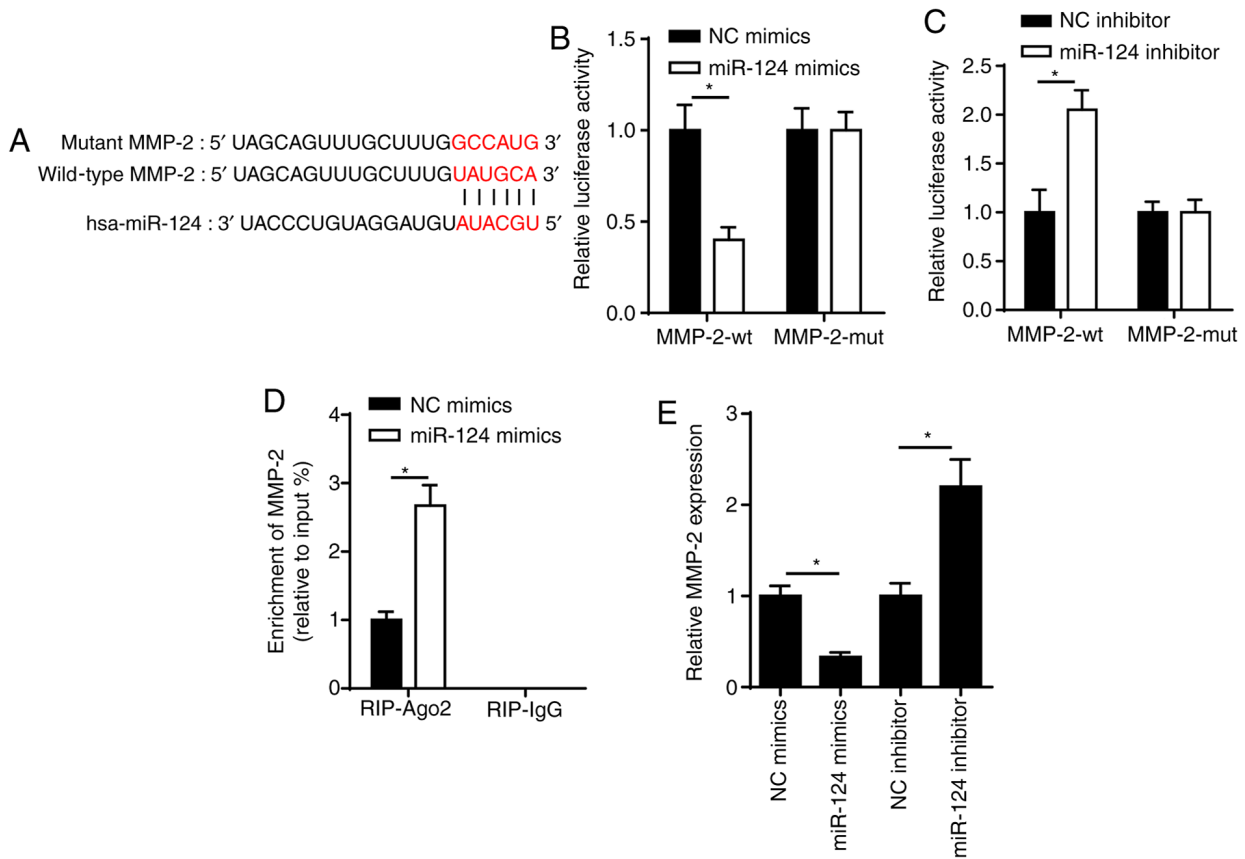 A
Mutant MMP-2 : 5′ UAGCAGUUUGCUUUGGCCAUG 3′
Wild-type MMP-2 : 5′ UAGCAGUUUGCUUUGUAUGCA 3′
hsa-miR-124 : 3′ UACCCUGUAGGAUGUAUACGU 5′
B
NC mimics
miR-124 mimics
Relative luciferase activity
1.5
1.0
0.5
0.0
*
MMP-2-wt
MMP-2-mut
C
NC inhibitor
miR-124 inhibitor
Relative luciferase activity
2.5
2.0
1.5
1.0
0.5
0.0
*
MMP-2-wt
MMP-2-mut
D
NC mimics
miR-124 mimics
Enrichment of MMP-2
(relative to input %)
4
3
2
1
0
*
RIP-Ago2
RIP-IgG
E
Relative MMP-2 expression
3
2
1
0
*
*
NC mimics
miR-124 mimics
NC inhibitor
miR-124 inhibitor